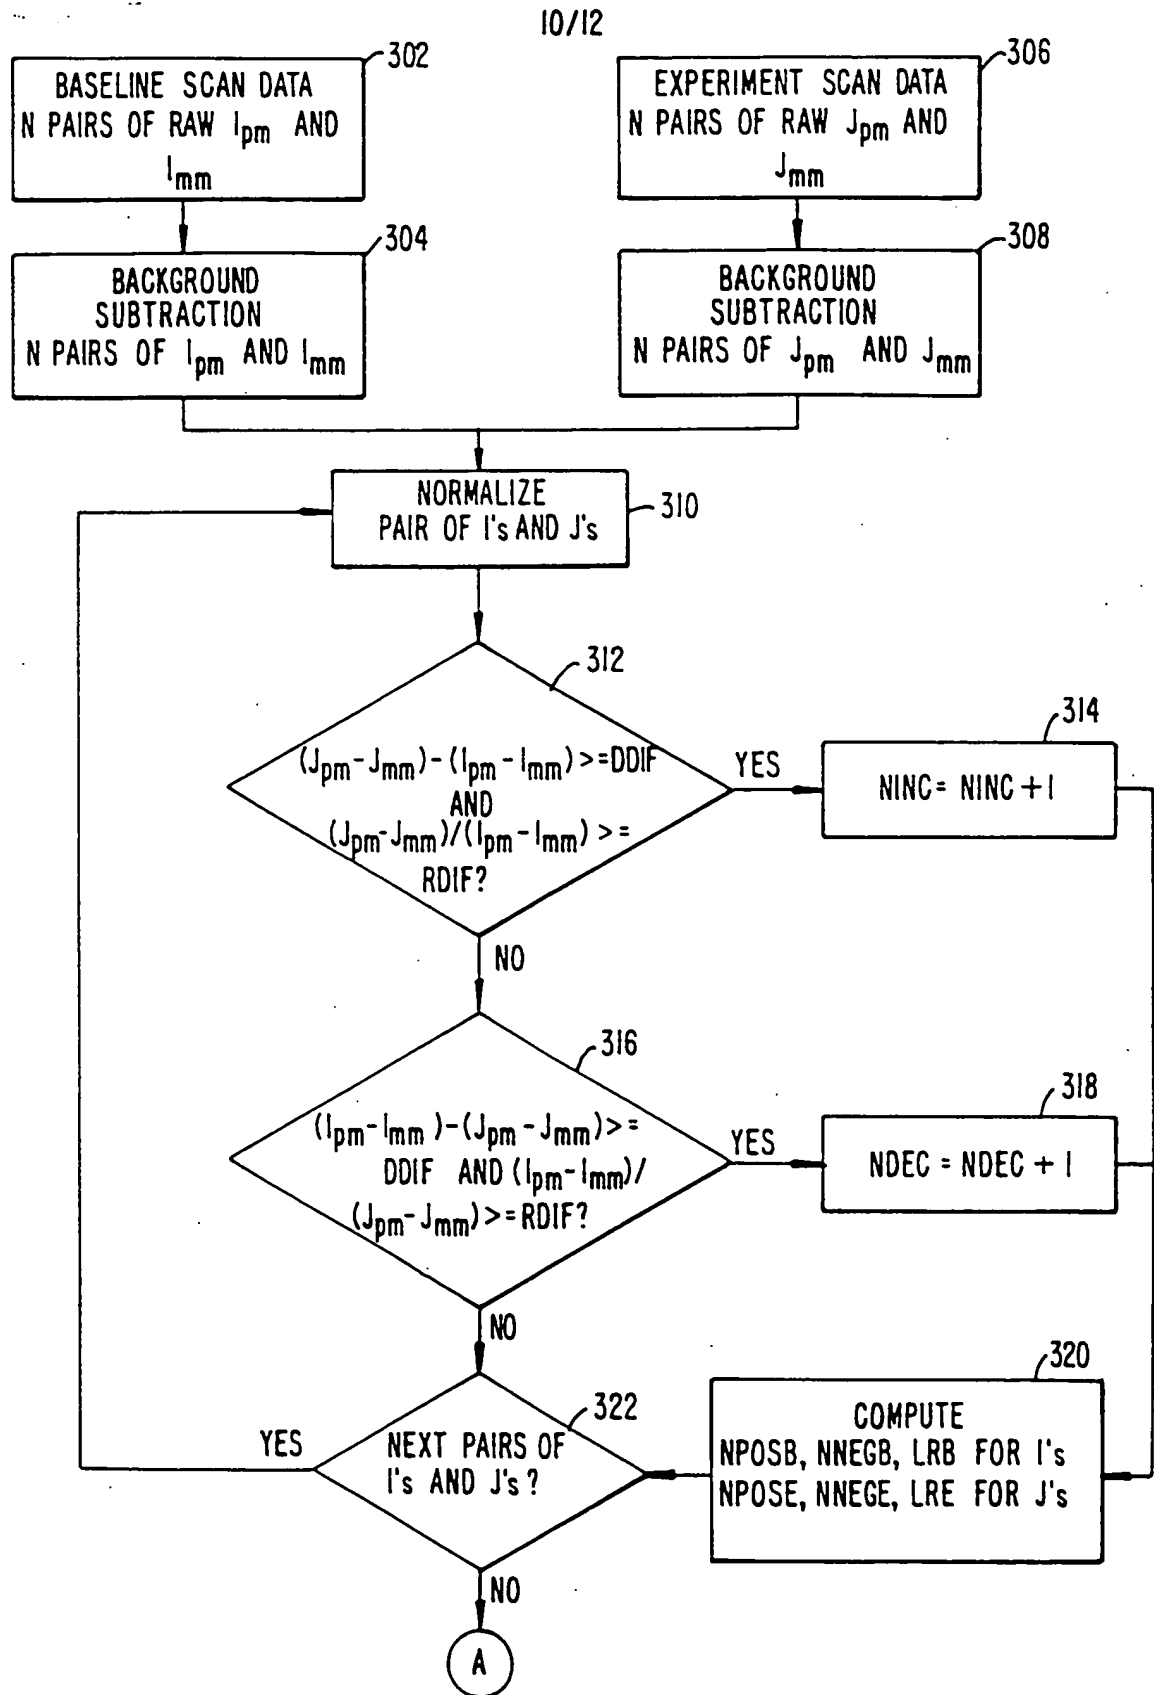 10/12
302
BASELINE SCAN DATA
N PAIRS OF RAW Ipm AND
Imm
306
EXPERIMENT SCAN DATA
N PAIRS OF RAW Jpm AND
Jmm
304
BACKGROUND
SUBTRACTION
N PAIRS OF Ipm AND Imm
308
BACKGROUND
SUBTRACTION
N PAIRS OF Jpm AND Jmm
NORMALIZE
PAIR OF I's AND J's
310
312
(Jpm-Jmm)-(Ipm-Imm)>=DDIF
AND
(Jpm-Jmm)/(Ipm-Imm)>=
RDIF?
YES
314
NINC= NINC+1
NO
316
(Ipm-Imm)-(Jpm-Jmm)>=
DDIF AND (Ipm-Imm)/
(Jpm-Jmm)>=RDIF?
YES
318
NDEC = NDEC + 1
NO
322
NEXT PAIRS OF
I's AND J's?
YES
320
COMPUTE
NPOSB, NNEGB, LRB FOR I's
NPOSE, NNEGE, LRE FOR J's
NO
A